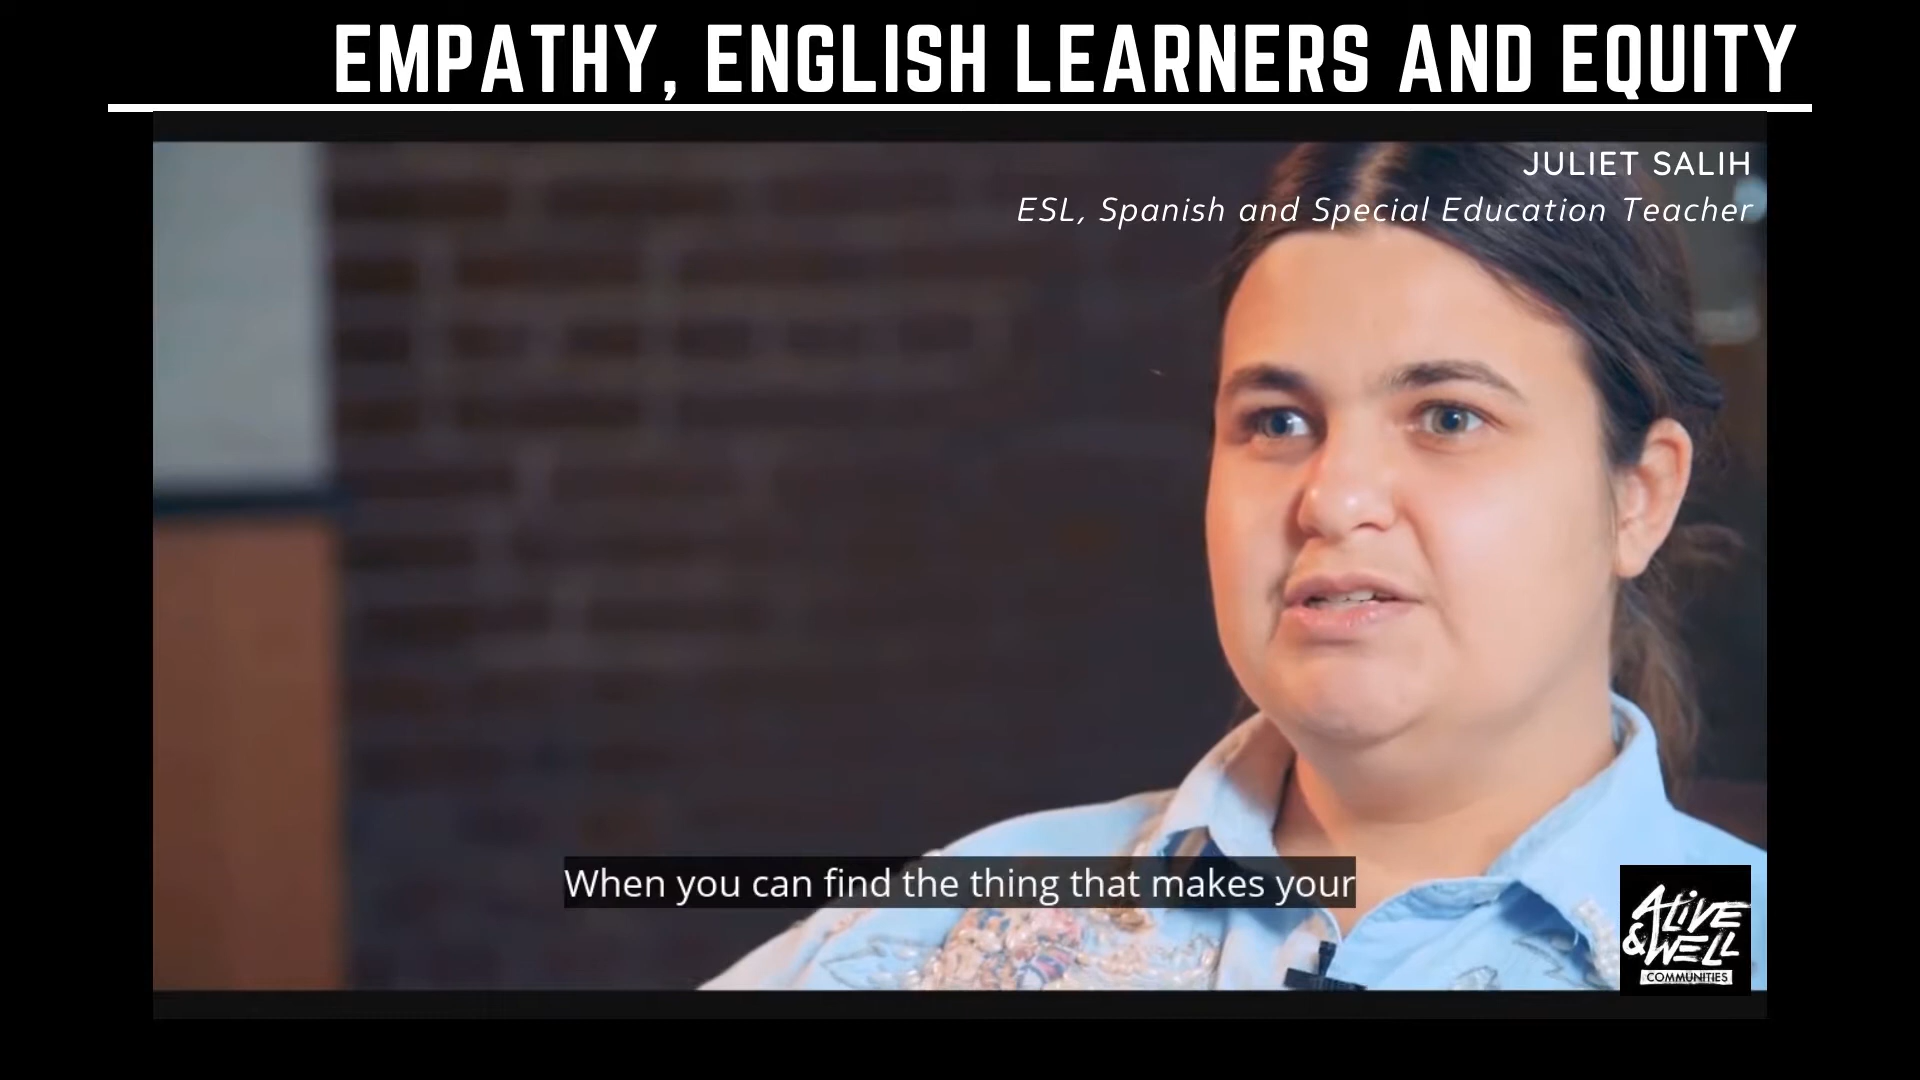 EMPATHY, ENGLISH LEARNERS AND EQUITY
JULIET SALIH
ESL, Spanish and Special Education Teacher
When you can find the thing that makes your
ALIVE
& WELL
COMMUNITIES